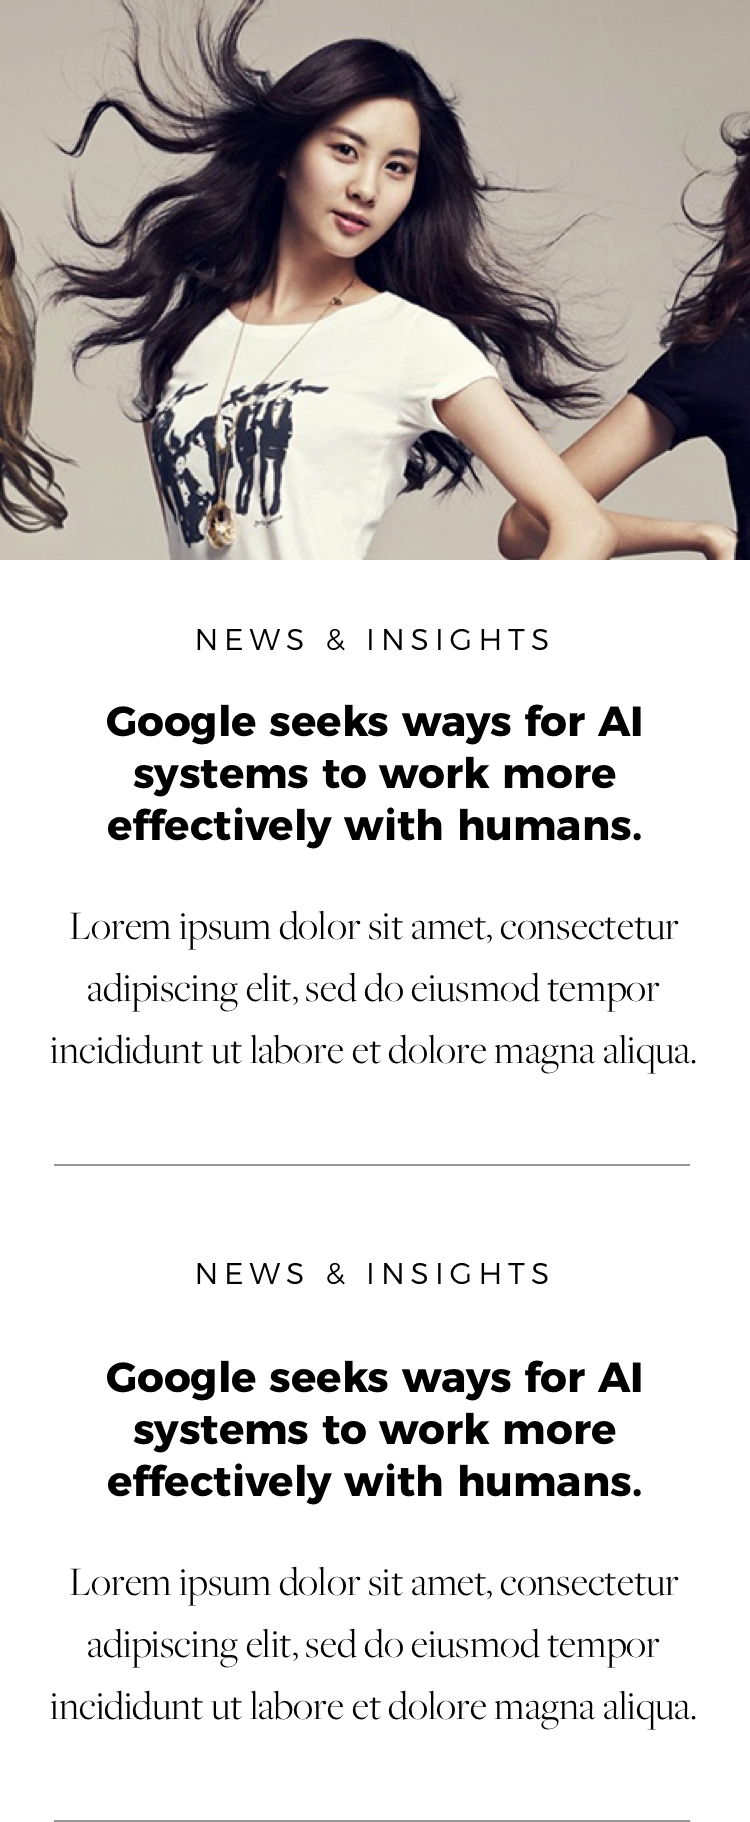 NEWS & INSIGHTS
Google seeks ways for AI
systems to work more
effectively with humans.
Lorem ipsum dolor sit amet, consectetur
adipiscing elit, sed do eiusmod tempor
incididunt ut labore et dolore magna aliqua.
NEWS & INSIGHTS
Google seeks ways for AI
systems to work more
effectively with humans.
Lorem ipsum dolor sit amet, consectetur
adipiscing elit, sed do eiusmod tempor
incididunt ut labore et dolore magna aliqua.